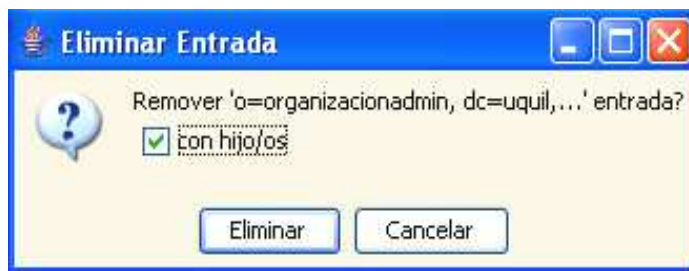 Eliminar Entrada
Remover 'o=organizacionadmin, dc=uquil,...' entrada?
con hijo/os
Eliminar
Cancelar